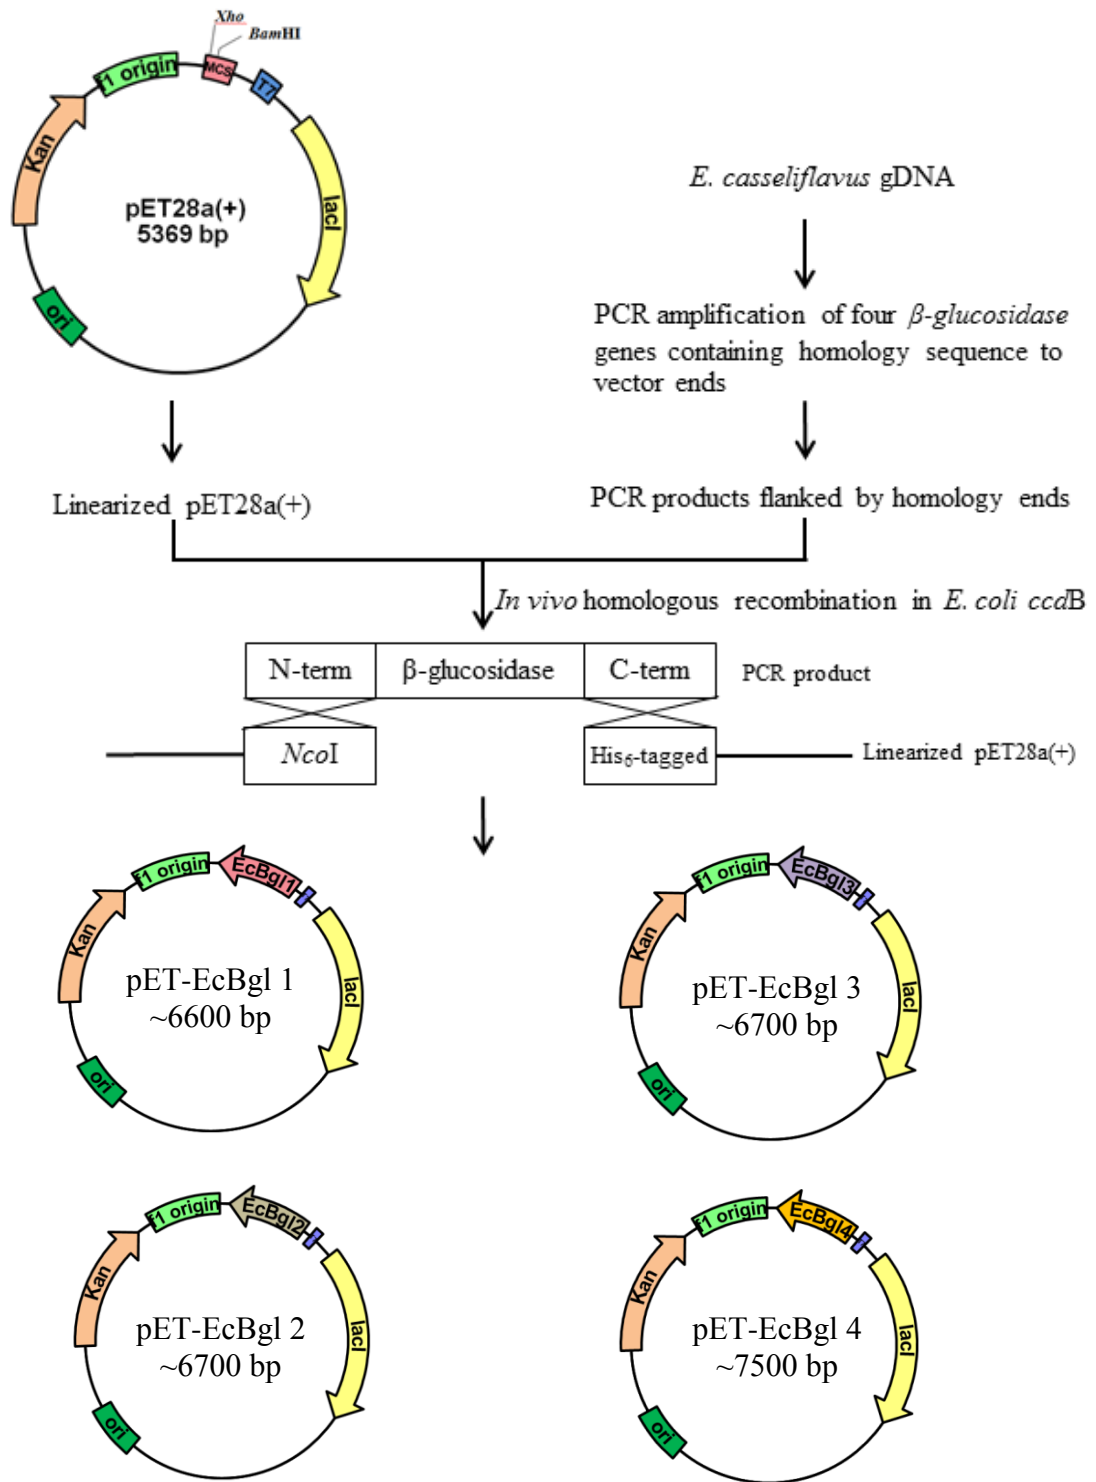 Xho
BamHI
f1 origin
MCS
T7
Kan
lacI
pET28a(+)
5369 bp
ori
E. casseliflavus gDNA
PCR amplification of four β-glucosidase
genes containing homology sequence to
vector ends
Linearized pET28a(+)
PCR products flanked by homology ends
In vivo homologous recombination in E. coli ccdB
N-term β-glucosidase C-term PCR product
NcoI His6-tagged Linearized pET28a(+)
f1 origin
EcBgl1
Kan
lacI
pET-EcBgl 1
~6600 bp
ori
f1 origin
EcBgl3
Kan
lacI
pET-EcBgl 3
~6700 bp
ori
f1 origin
EcBgl2
Kan
lacI
pET-EcBgl 2
~6700 bp
ori
f1 origin
EcBgl4
Kan
lacI
pET-EcBgl 4
~7500 bp
ori